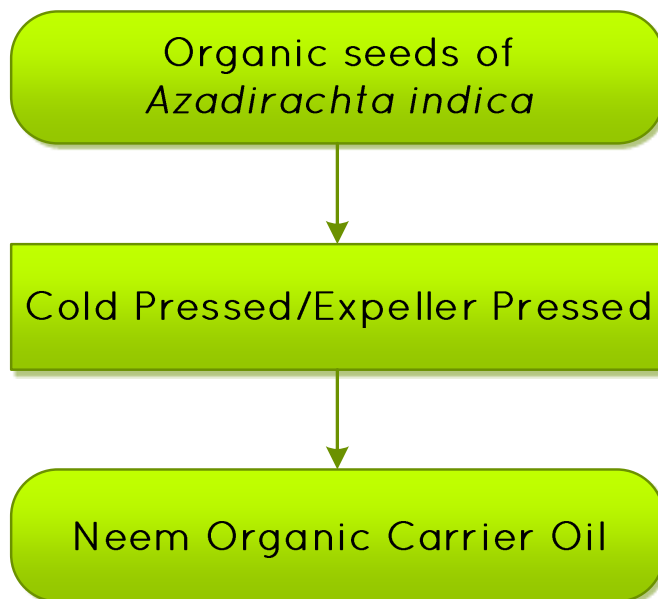 Organic seeds of
Azadirachta indica
Cold Pressed/Expeller Pressed
Neem Organic Carrier Oil